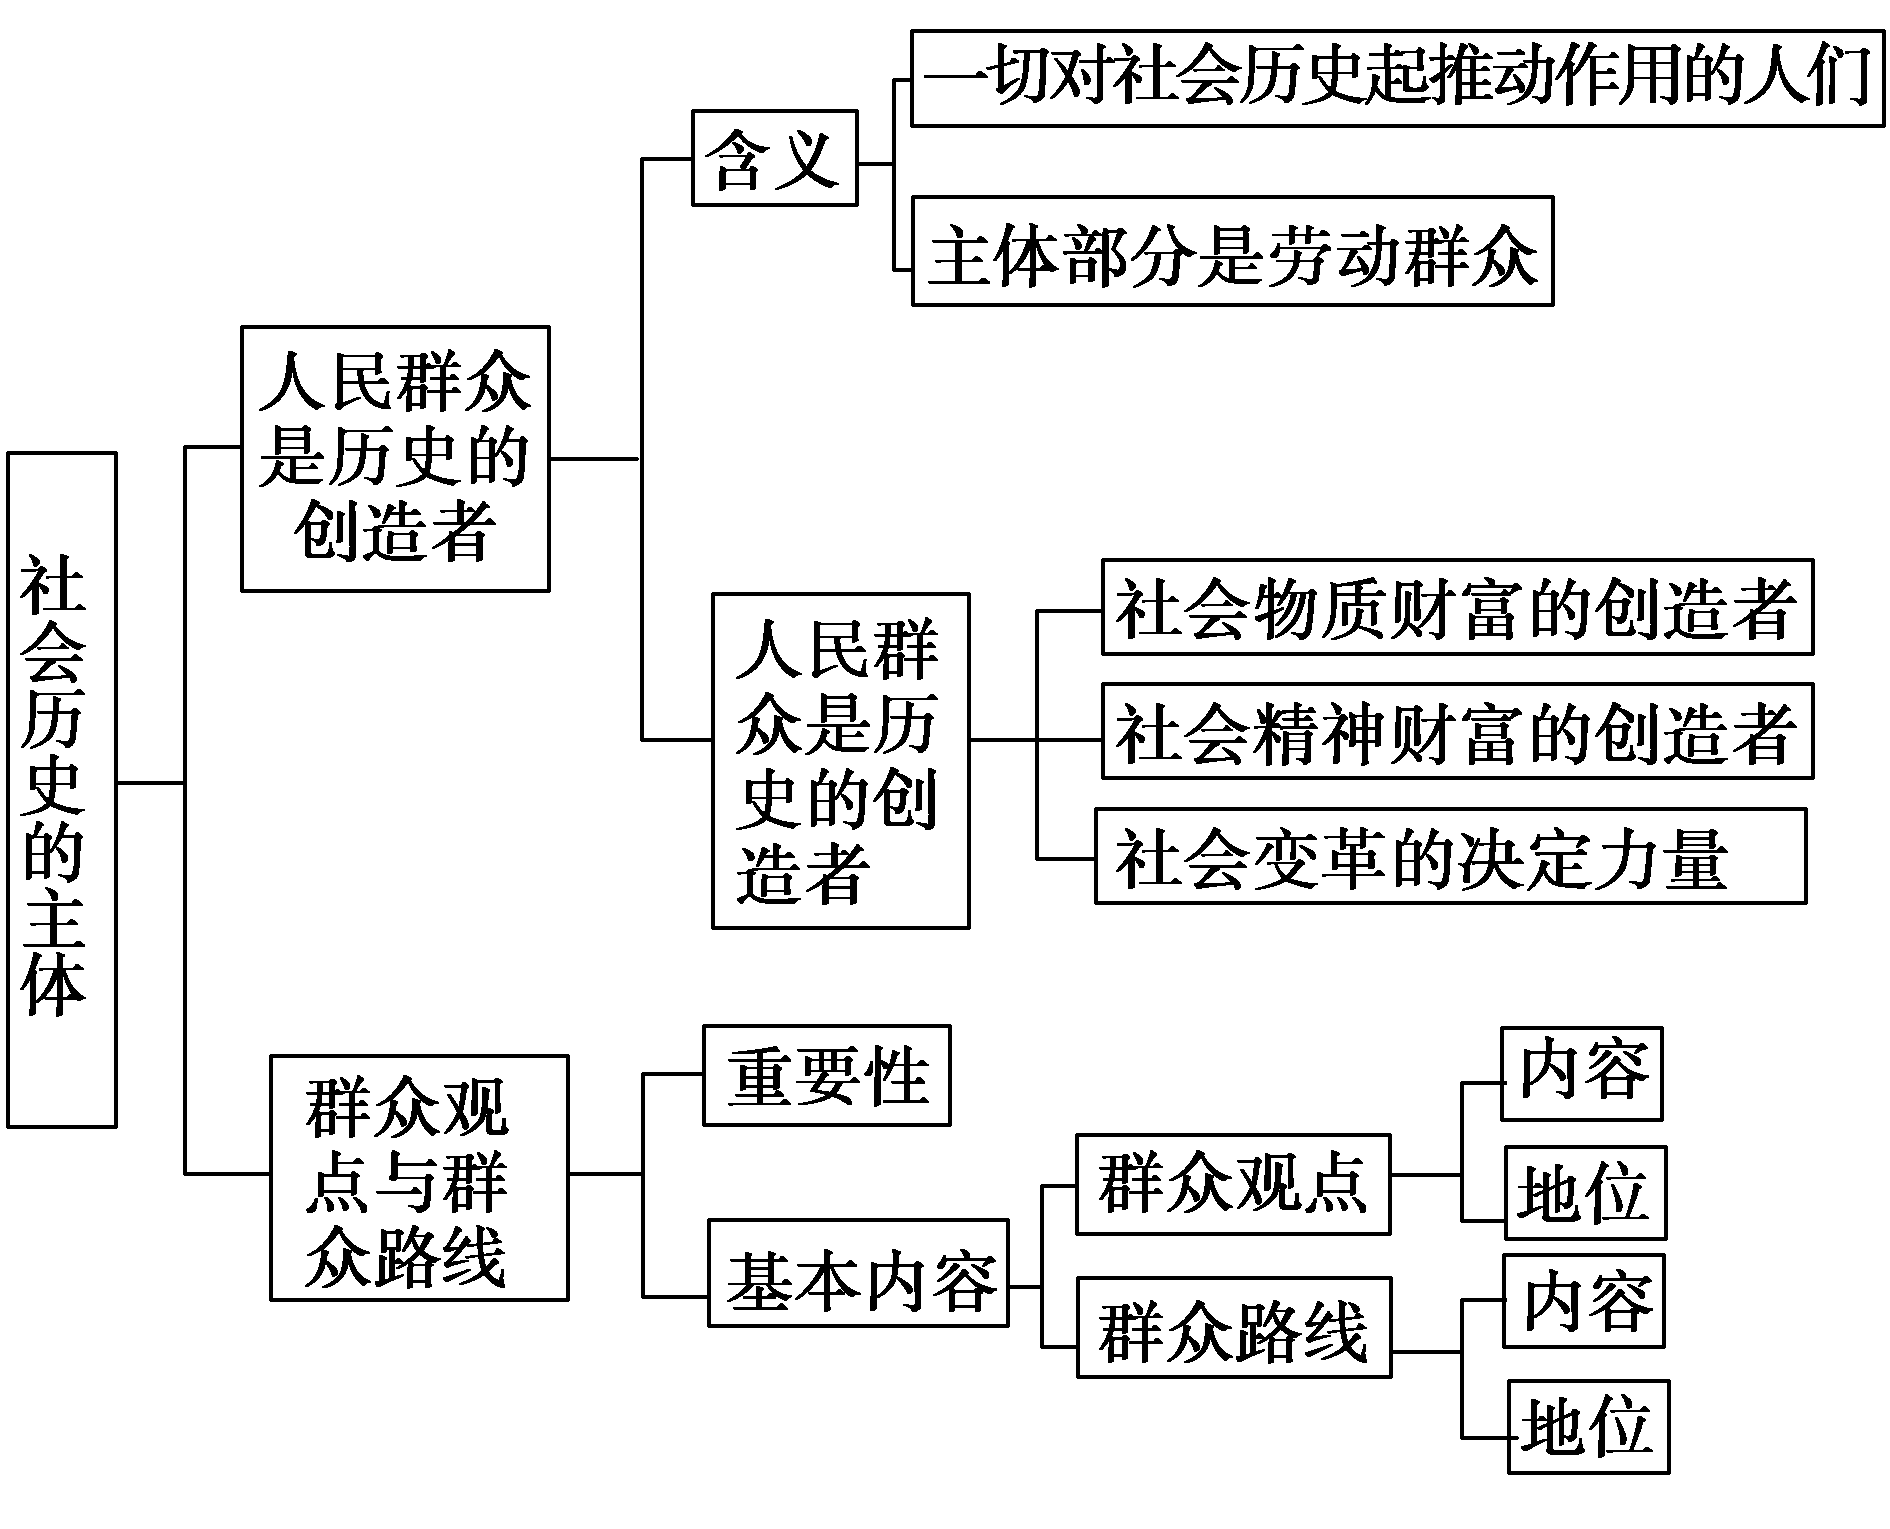 社会历史的主体
人民群众
是历史的
创造者
含义
一切对社会历史起推动作用的人们
主体部分是劳动群众
人民群
众是历
史的创
造者
社会物质财富的创造者
社会精神财富的创造者
社会变革的决定力量
群众观
点与群
众路线
重要性
基本内容
群众观点
内容
地位
群众路线
内容
地位